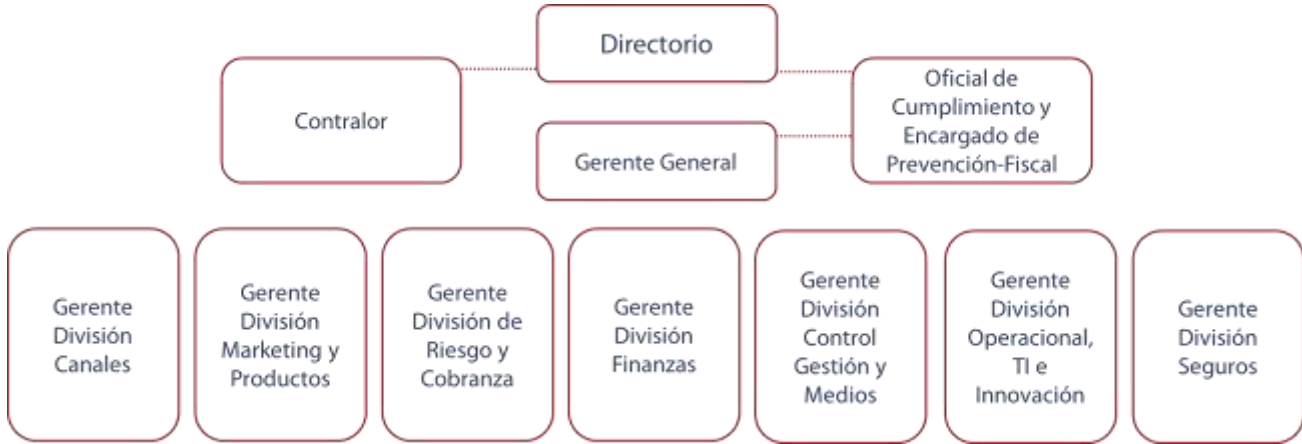 Directorio
Contralor
Oficial de
Cumplimiento y
Encargado de
Prevención-Fiscal
Gerente General
Gerente
División
Canales
Gerente
División
Marketing y
Productos
Gerente
División de
Riesgo y
Cobranza
Gerente
División
Finanzas
Gerente
División
Control
Gestión y
Medios
Gerente
División
Operacional,
TI e
Innovación
Gerente
División
Seguros